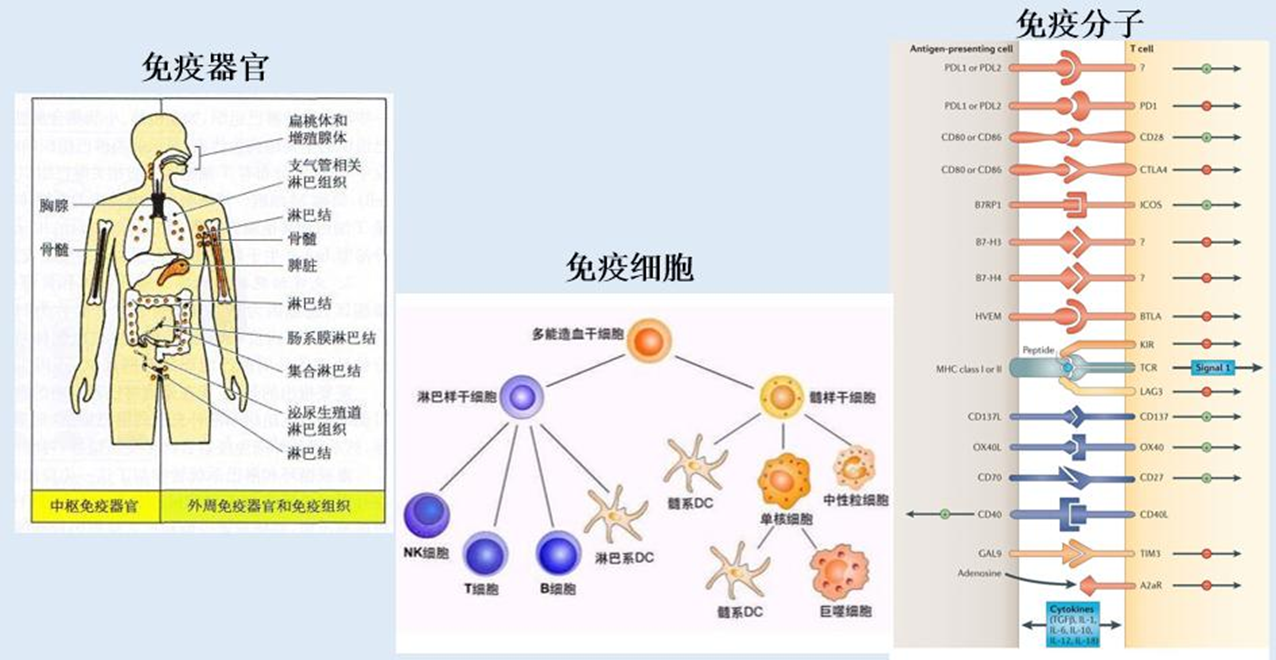 免疫器官
扁桃体和
增殖腺体
支气管相关
淋巴组织
胸腺
淋巴结
骨髓
骨髓
脾脏
淋巴结
肠系膜淋巴结
集合淋巴结
泌尿生殖道
淋巴组织
淋巴结
中枢免疫器官
外周免疫器官和免疫组织
免疫细胞
多能造血干细胞
淋巴样干细胞
髓样干细胞
髓系DC
单核细胞
中性粒细胞
NK细胞
T细胞
B细胞
淋巴系DC
髓系DC
巨噬细胞
免疫分子
Antigen-presenting cell
T cell
PDL1 or PDL2
?
PDL1 or PDL2
PD1
CD80 or CD86
CD28
CD80 or CD86
CTLA4
B7RP1
ICOS
B7-H3
?
B7-H4
?
HVEM
BTLA
KIR
Peptide
MHC class I or II
TCR
Signal 1
LAG3
CD137L
CD137
OX40L
OX40
CD70
CD27
CD40
CD40L
GAL9
TIM3
Adenosine
A2aR
Cytokines
(TGFβ, IL-1,
IL-6, IL-10,
IL-12, IL-18)